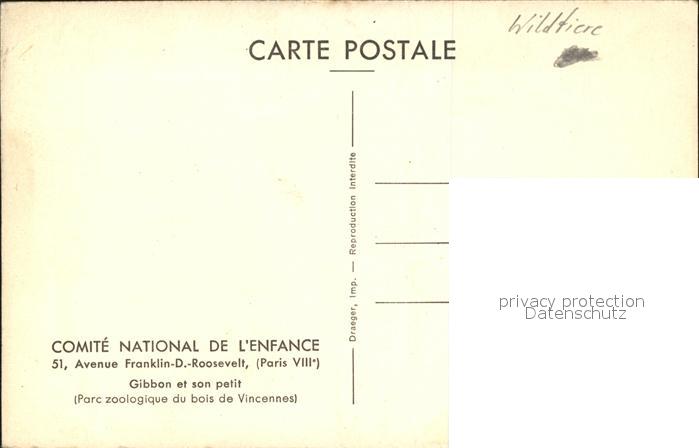 Wildtiere
CARTE POSTALE
Draeger, Imp. — Reproduction interdite
privacy protection
Datenschutz
COMITÉ NATIONAL DE L'ENFANCE
51, Avenue Franklin-D.-Roosevelt, (Paris VIIIe)
Gibbon et son petit
(Parc zoologique du bois de Vincennes)